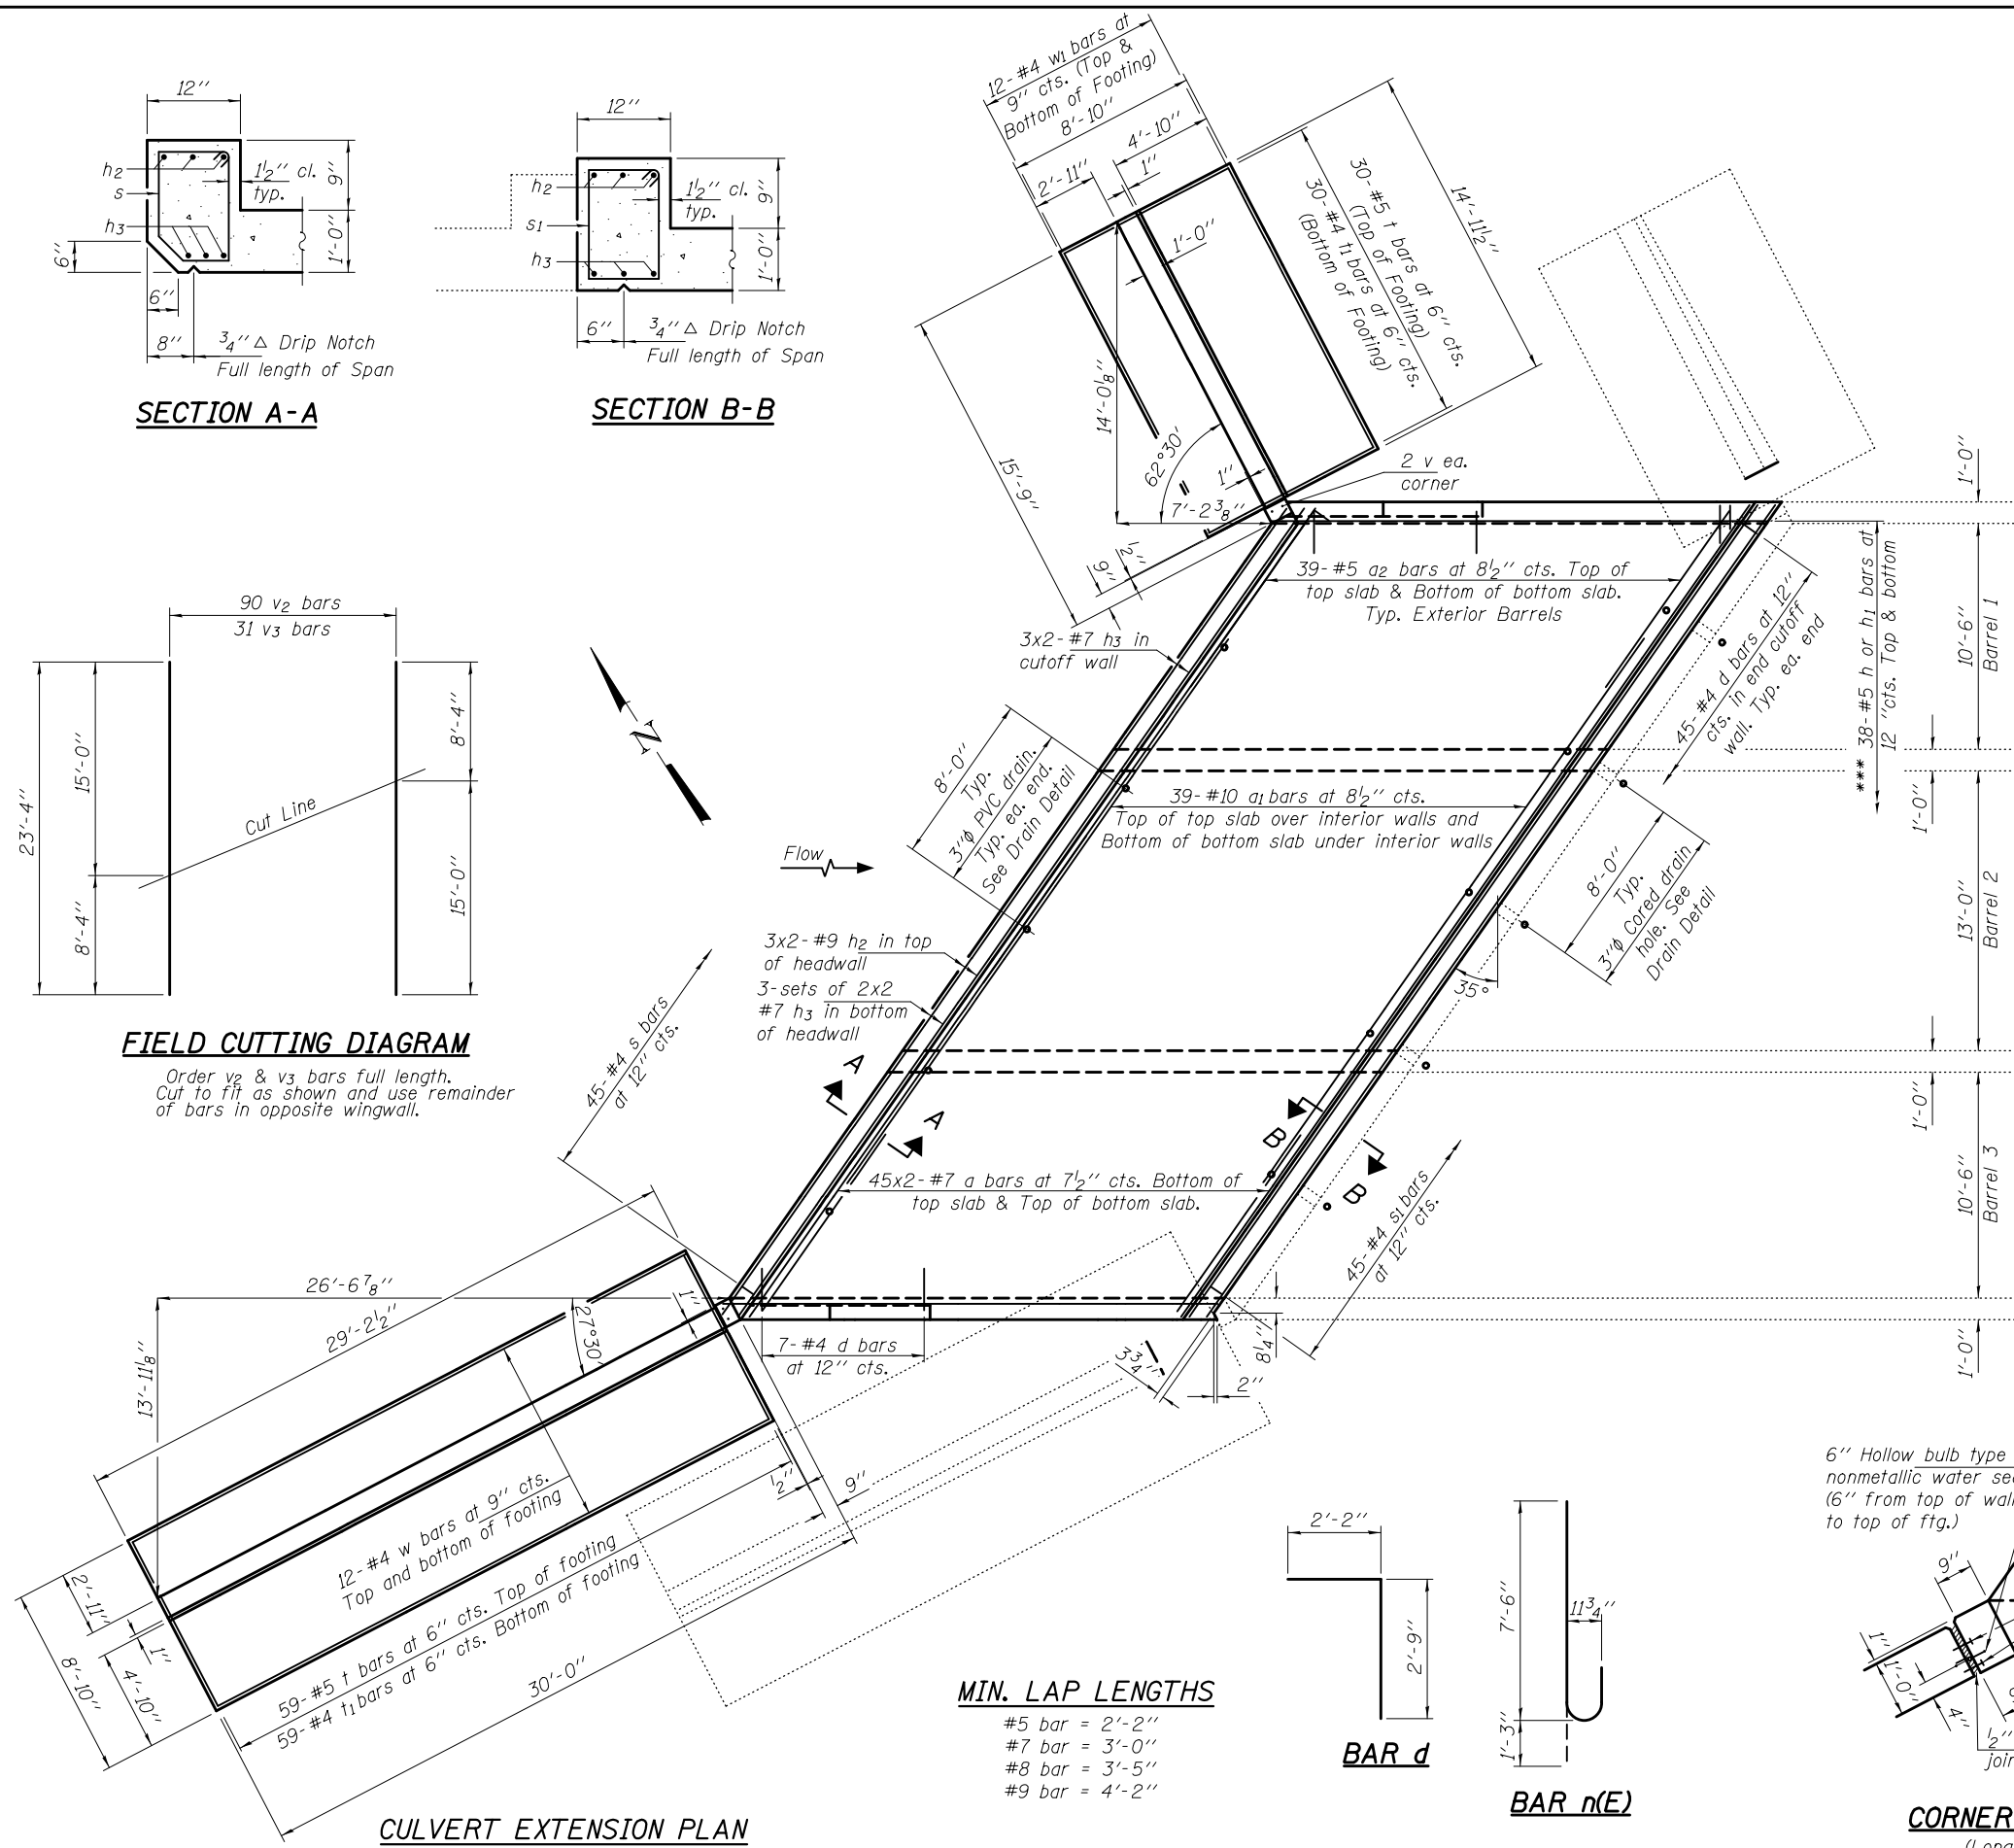 12''
h2
s
h3
1½'' cl.
typ.
9''
1'-0''
6''
6''
8''
¾'' △ Drip Notch
Full length of Span
SECTION A-A
12''
h2
s1
h3
1½'' cl.
typ.
9''
1'-0''
6''
¾'' △ Drip Notch
Full length of Span
SECTION B-B
12-#4 w1 bars at
9'' cts. (Top &
Bottom of Footing)
8'-10''
4'-10''
2'-11''
1''
1'-0''
30-#5 t bars at 6'' cts.
(Top of Footing)
30-#4 t1 bars at 6'' cts.
(Bottom of Footing)
14'-11½''
14'-0⅛''
15'-9''
62°30'
1''
7'-2⅜''
½''
9''
2 v ea.
corner
39-#5 a2 bars at 8½'' cts. Top of
top slab & Bottom of bottom slab.
Typ. Exterior Barrels
3x2-#7 h3 in
cutoff wall
45-#4 d bars at 12''
cts. in end cutoff
wall. Typ. ea. end
*** 38-#5 h or h1 bars at
12 ''cts. Top & bottom
1'-0''
10'-6''
Barrel 1
1'-0''
13'-0''
Barrel 2
1'-0''
10'-6''
Barrel 3
1'-0''
90 v2 bars
31 v3 bars
23'-4''
15'-0''
8'-4''
8'-4''
15'-0''
Cut Line
FIELD CUTTING DIAGRAM
Order v2 & v3 bars full length.
Cut to fit as shown and use remainder
of bars in opposite wingwall.
N
Flow
8'-0''
Typ.
3''ϕ PVC drain.
Typ. ea. end.
See Drain Detail
39-#10 a1 bars at 8½'' cts.
Top of top slab over interior walls and
Bottom of bottom slab under interior walls
8'-0''
Typ.
3''ϕ Cored drain
hole. See
Drain Detail
35°
3x2-#9 h2 in top
of headwall
3-sets of 2x2
#7 h3 in bottom
of headwall
45-#4 s bars
at 12'' cts.
A
A
B
B
45x2-#7 a bars at 7½'' cts. Bottom of
top slab & Top of bottom slab.
45-#4 s1 bars
at 12'' cts.
26'-6⅞''
29'-2½''
27°30'
1''
13'-11⅛''
7-#4 d bars
at 12'' cts.
3¾''
8¼''
2''
½''
9''
12-#4 w bars at 9'' cts.
Top and bottom of footing
59-#5 t bars at 6'' cts. Top of footing
59-#4 t1 bars at 6'' cts. Bottom of footing
30'-0''
2'-11''
1''
4'-10''
8'-10''
CULVERT EXTENSION PLAN
MIN. LAP LENGTHS
#5 bar = 2'-2''
#7 bar = 3'-0''
#8 bar = 3'-5''
#9 bar = 4'-2''
2'-2''
2'-9''
BAR d
7'-6''
11¾''
1'-3''
BAR n(E)
6'' Hollow bulb type
nonmetallic water
(6'' from top of
to top of ftg.)
9''
1''
1'-0''
4''
½''
CORNER